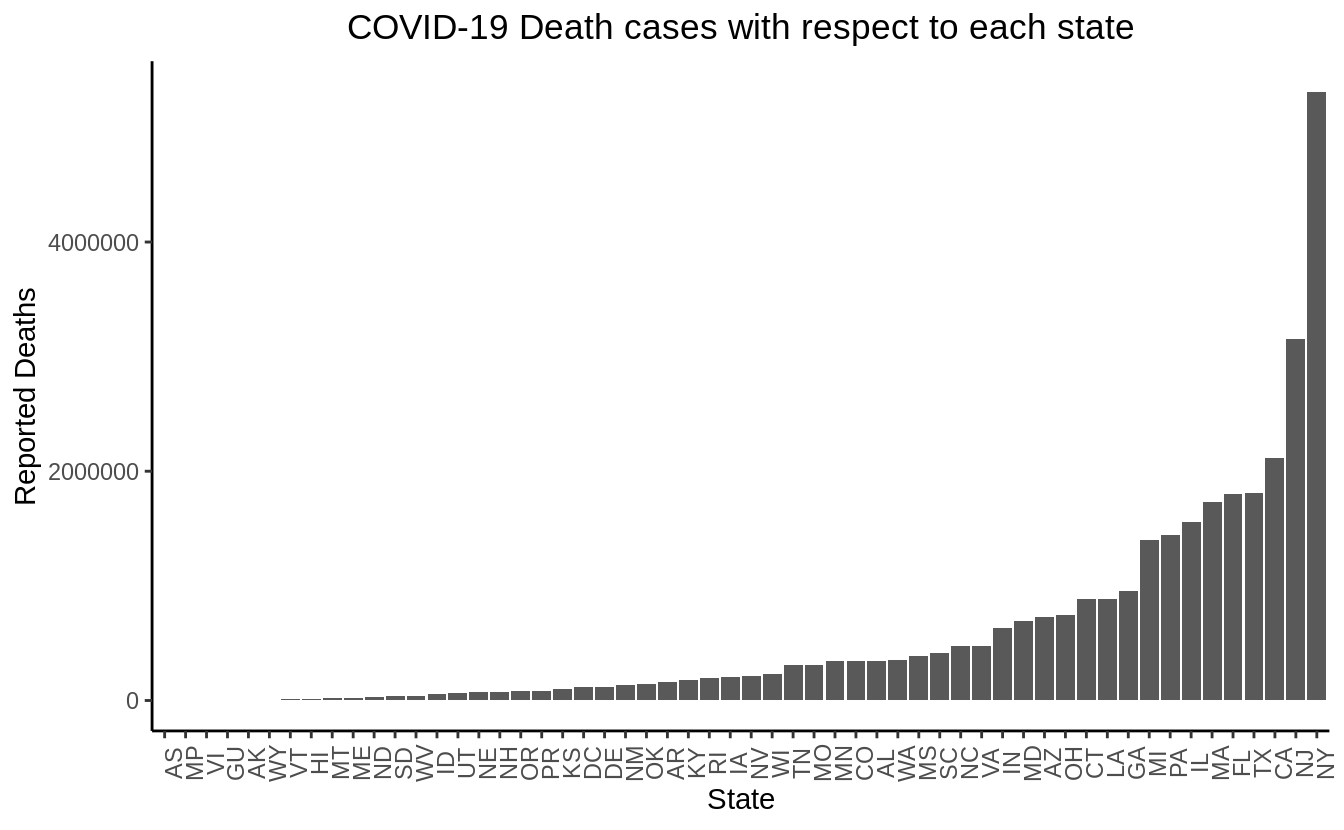 COVID-19 Death cases with respect to each state
Reported Deaths
4000000
2000000
0
AS MP VI GU AK WY VT HI MT ME ND SD WV ID UT NE NH OR PR KS DC DE NM OK AR KY RI IA NV WI TN MO MN CO AL WA MS SC NC VA IN MD AZ OH CT LA GA MI PA IL MA FL TX CA NJ NY
State